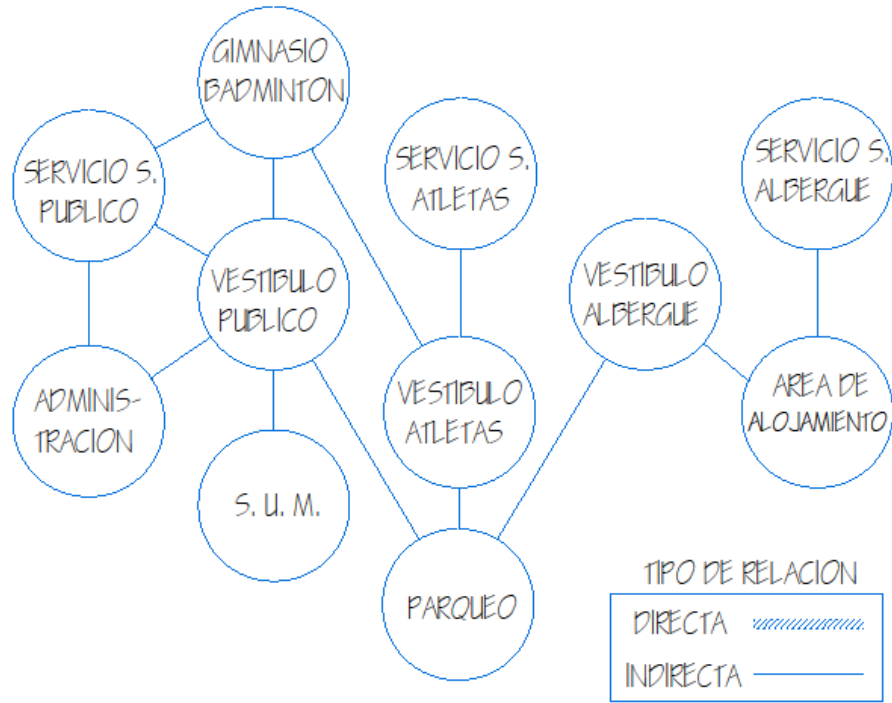 GIMNASIO
BADMINTON
SERVICIO S.
PUBLICO
SERVICIO S.
ATLETAS
SERVICIO S.
ALBERGUE
VESTIBULO
PUBLICO
VESTIBULO
ALBERGUE
ADMINIS-
TRACION
VESTIBULO
ATLETAS
AREA DE
ALOJAMIENTO
S. U. M.
PARQUEO
TIPO DE RELACION
DIRECTA
INDIRECTA